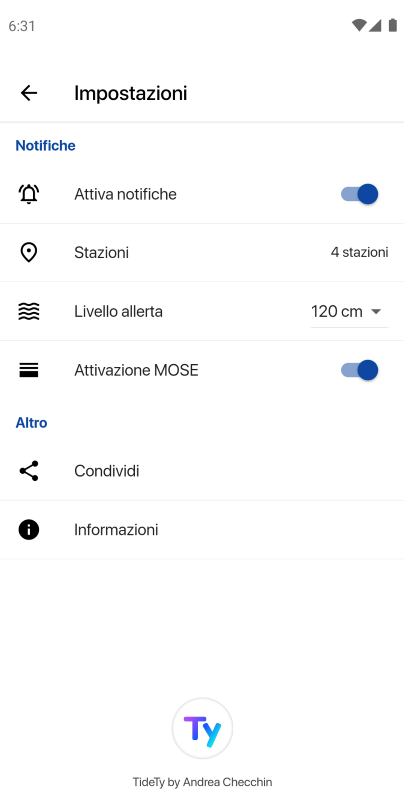 6:31
Impostazioni
Notifiche
Attiva notifiche
Stazioni 4 stazioni
Livello allerta 120 cm
Attivazione MOSE
Altro
Condividi
Informazioni
Ty
TideTy by Andrea Checchin